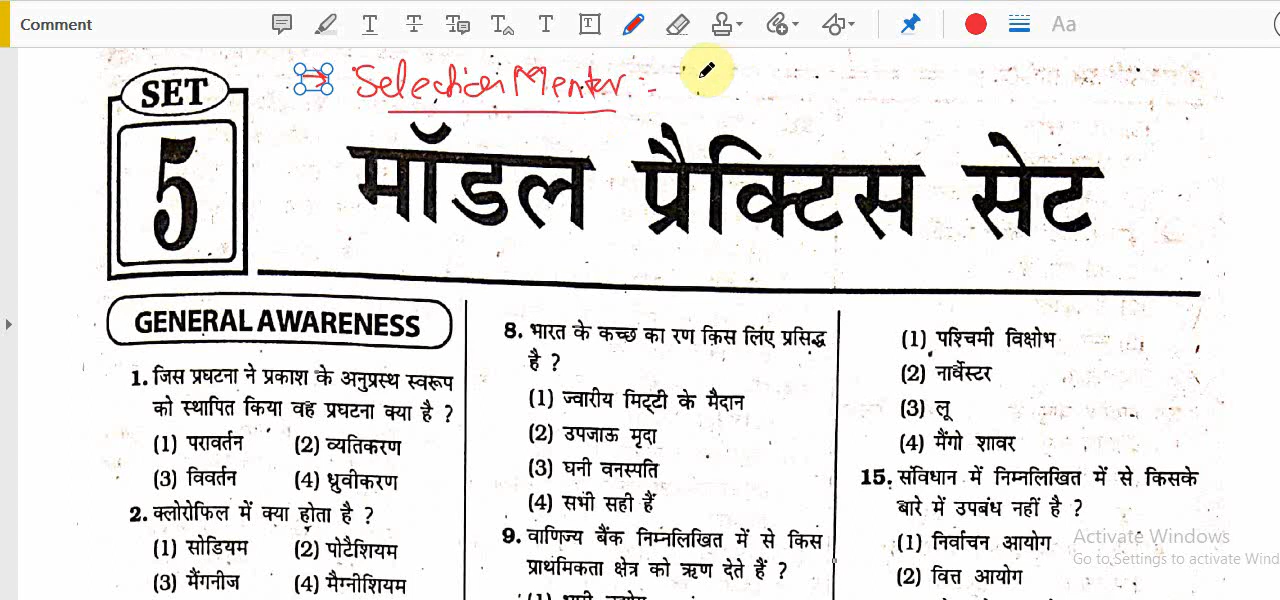 Comment
Aa
Selection Mentor :-
SET
5
मॉडल प्रैक्टिस सेट
GENERAL AWARENESS
1. जिस प्रघटना ने प्रकाश के अनुप्रस्थ स्वरूप
को स्थापित किया वह प्रघटना क्या है ?
(1) परावर्तन (2) व्यतिकरण
(3) विवर्तन (4) ध्रुवीकरण
2. क्लोरोफिल में क्या होता है ?
(1) सोडियम (2) पोटैशियम
(3) मैंगनीज (4) मैग्नीशियम
8. भारत के कच्छ का रण किस लिए प्रसिद्ध
है ?
(1) ज्वारीय मिट्टी के मैदान
(2) उपजाऊ मृदा
(3) घनी वनस्पति
(4) सभी सही हैं
9. वाणिज्य बैंक निम्नलिखित में से किस
प्राथमिकता क्षेत्र को ऋण देते हैं ?
(1) पश्चिमी विक्षोभ
(2) नार्वेस्टर
(3) लू
(4) मैंगो शावर
15. संविधान में निम्नलिखित में से किसके
बारे में उपबंध नहीं है ?
(1) निर्वाचन आयोग
(2) वित्त आयोग
Activate Windows
Go to Settings to activate Wind